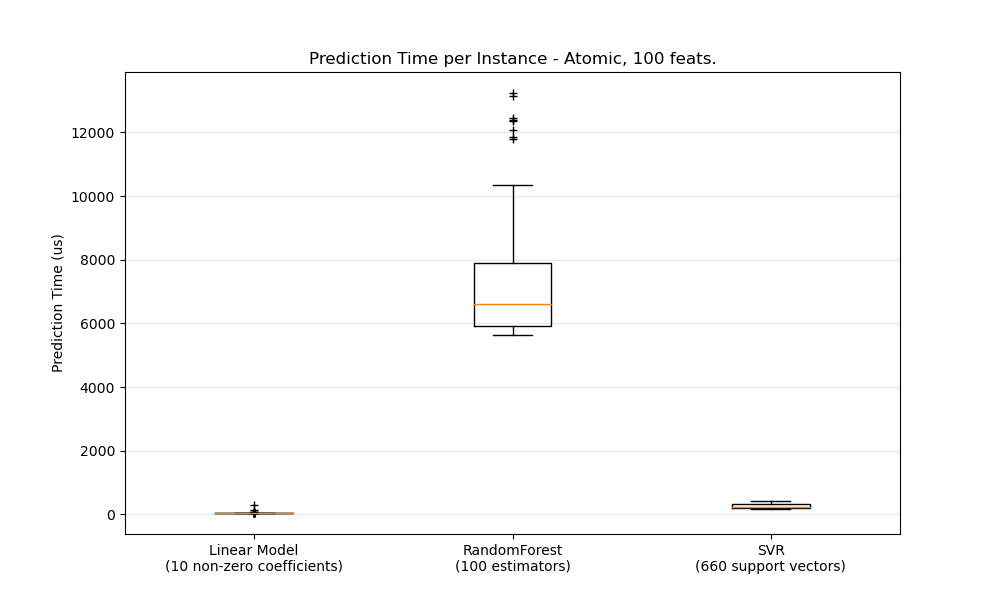 Prediction Time per Instance - Atomic, 100 feats.
Prediction Time (us)
12000
10000
8000
6000
4000
2000
0
Linear Model
(10 non-zero coefficients)
RandomForest
(100 estimators)
SVR
(660 support vectors)